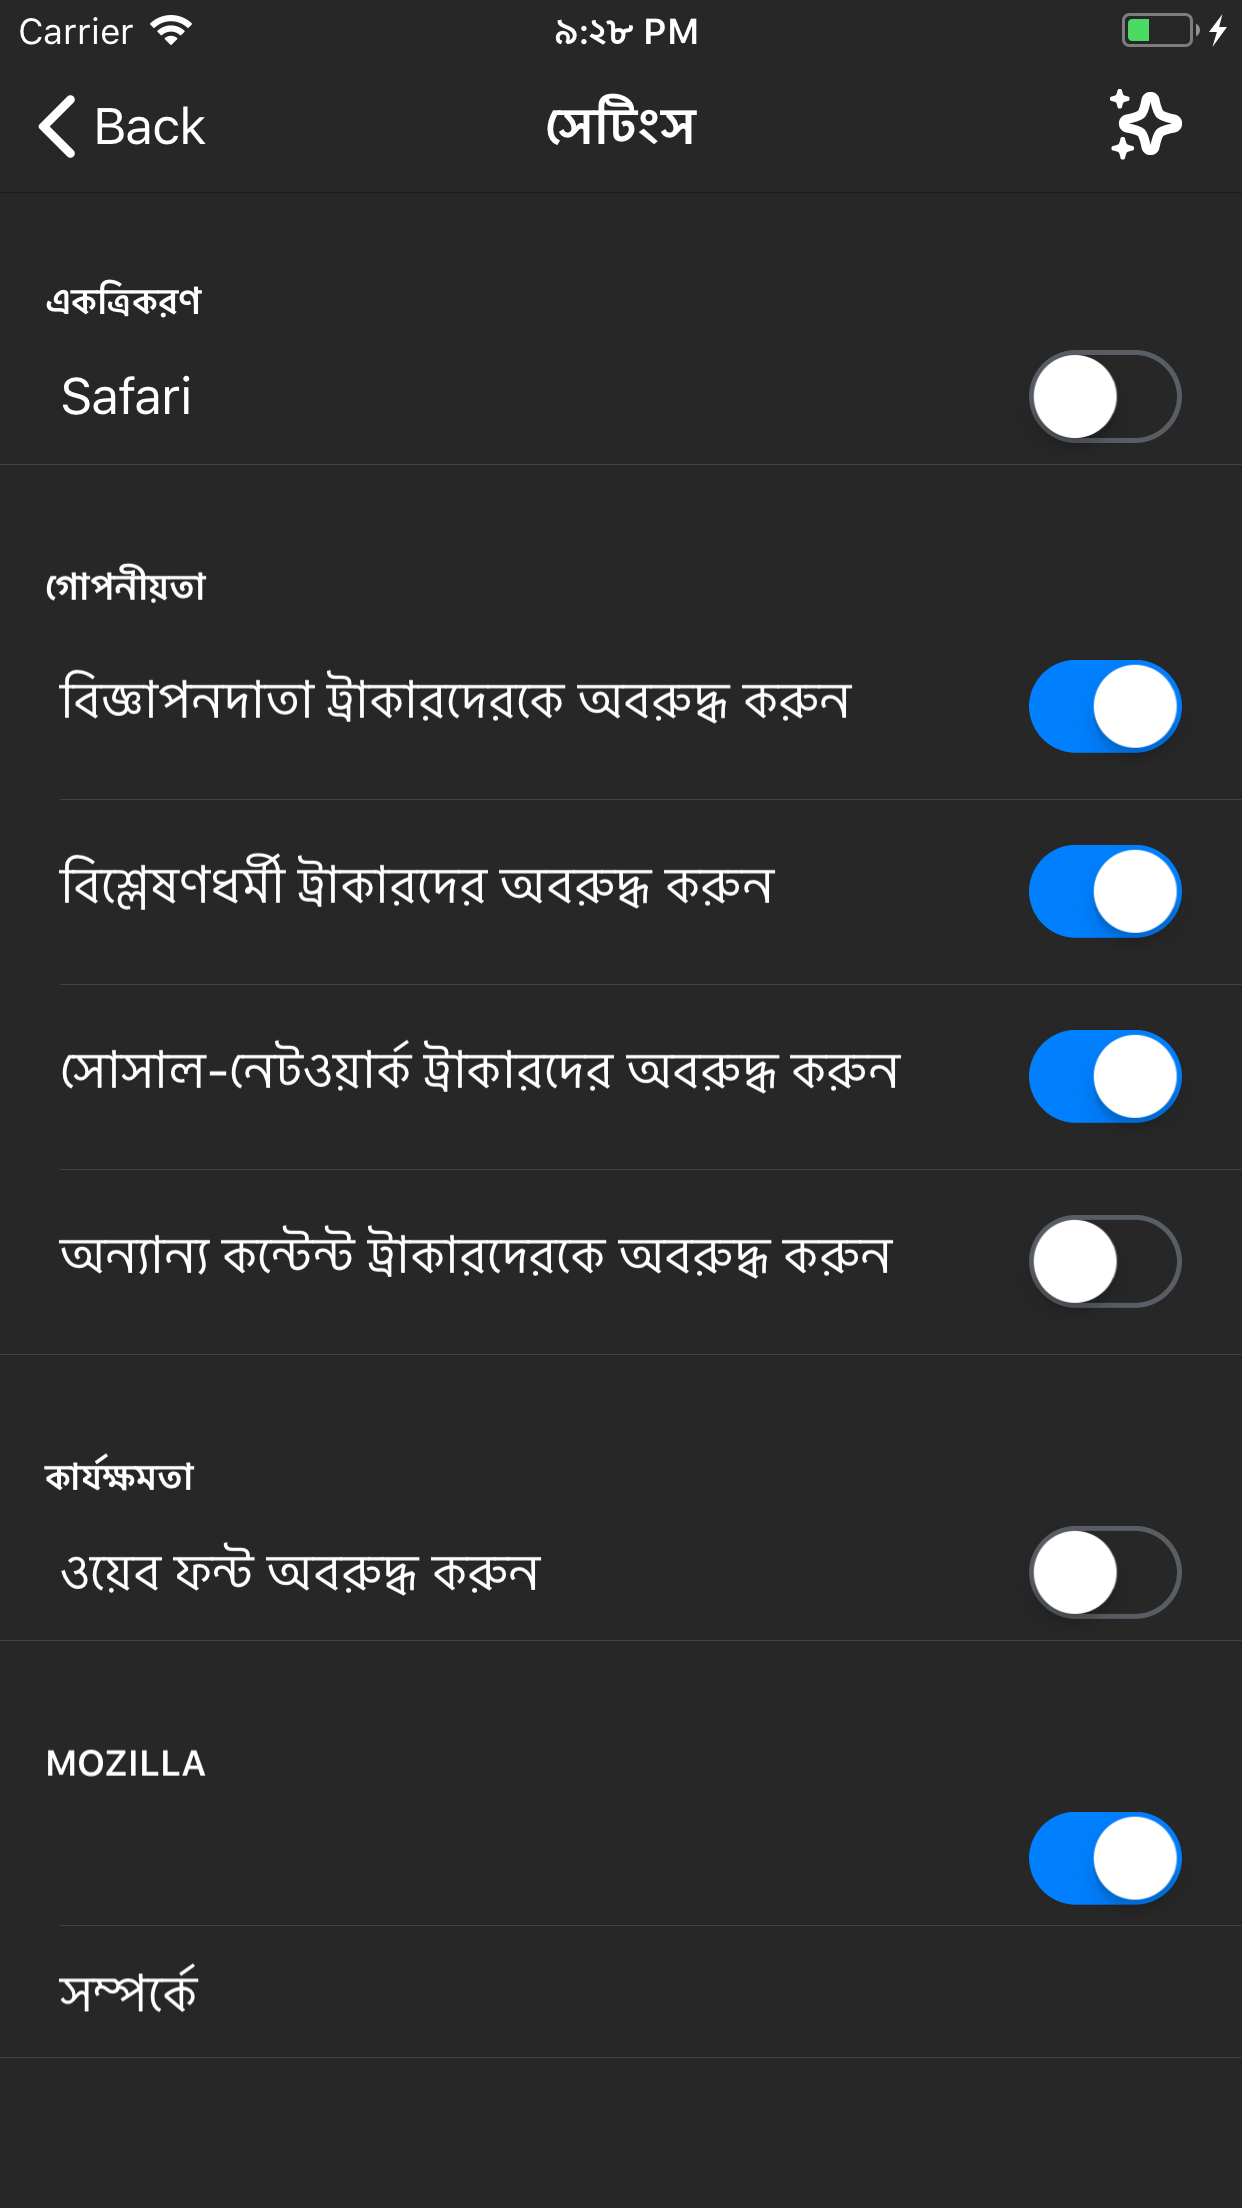 Carrier ৯:২৮ PM
Back সেটিংস
একত্রিকরণ
Safari
গোপনীয়তা
বিজ্ঞাপনদাতা ট্রাকারদেরকে অবরুদ্ধ করুন
বিশ্লেষণধর্মী ট্রাকারদের অবরুদ্ধ করুন
সোসাল-নেটওয়ার্ক ট্রাকারদের অবরুদ্ধ করুন
অন্যান্য কন্টেন্ট ট্রাকারদেরকে অবরুদ্ধ করুন
কার্যক্ষমতা
ওয়েব ফন্ট অবরুদ্ধ করুন
MOZILLA
সম্পর্কে